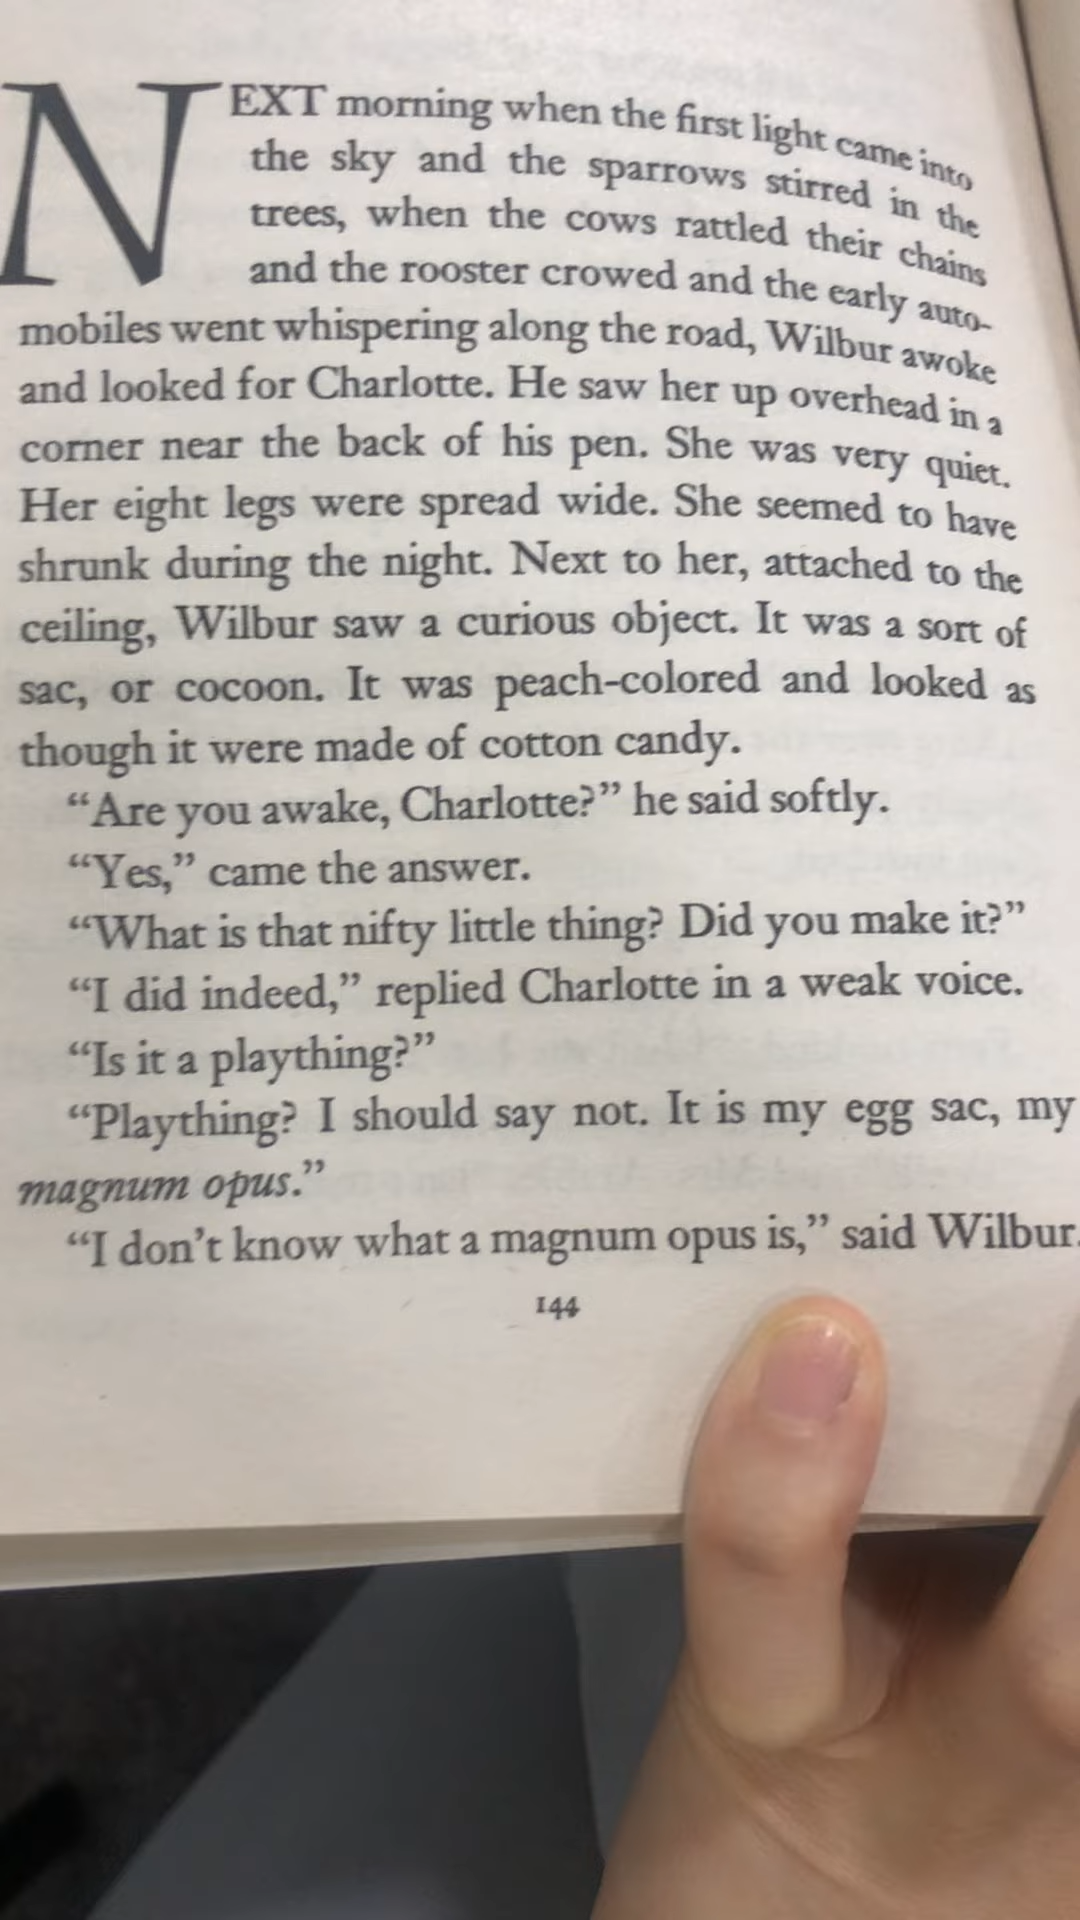 NEXT morning when the first light came into
the sky and the sparrows stirred in the
trees, when the cows rattled their chains
and the rooster crowed and the early auto-
mobiles went whispering along the road, Wilbur awoke
and looked for Charlotte. He saw her up overhead in a
corner near the back of his pen. She was very quiet.
Her eight legs were spread wide. She seemed to have
shrunk during the night. Next to her, attached to the
ceiling, Wilbur saw a curious object. It was a sort of
sac, or cocoon. It was peach-colored and looked as
though it were made of cotton candy.
“Are you awake, Charlotte?” he said softly.
“Yes,” came the answer.
“What is that nifty little thing? Did you make it?”
“I did indeed,” replied Charlotte in a weak voice.
“Is it a plaything?”
“Plaything? I should say not. It is my egg sac, my
magnum opus.”
“I don’t know what a magnum opus is,” said Wilbur.
144